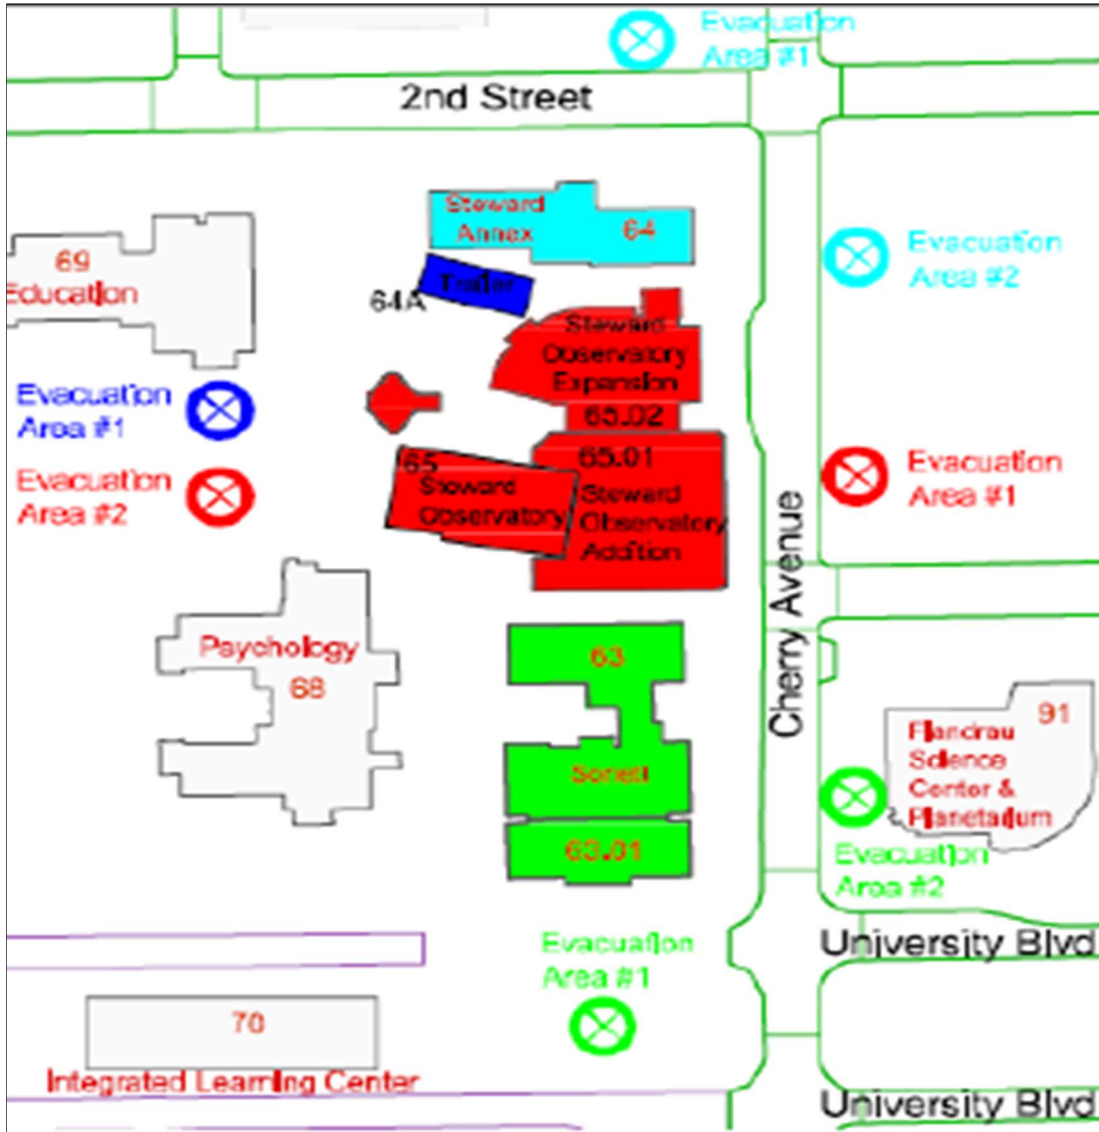 Evacuation
Area #1
2nd Street
Steward
Annex
64
Trailer
64A
69
Education
Evacuation
Area #2
Steward
Observatory
Expansion
65.02
Evacuation
Area #1
Evacuation
Area #2
65
Steward
Observatory
65.01
Steward
Observatory
Addition
Evacuation
Area #1
Cherry Avenue
Psychology
68
63
Sonett
63.01
91
Flandrau
Science
Center &
Planetarium
Evacuation
Area #2
Evacuation
Area #1
University Blvd
70
Integrated Learning Center
University Blvd